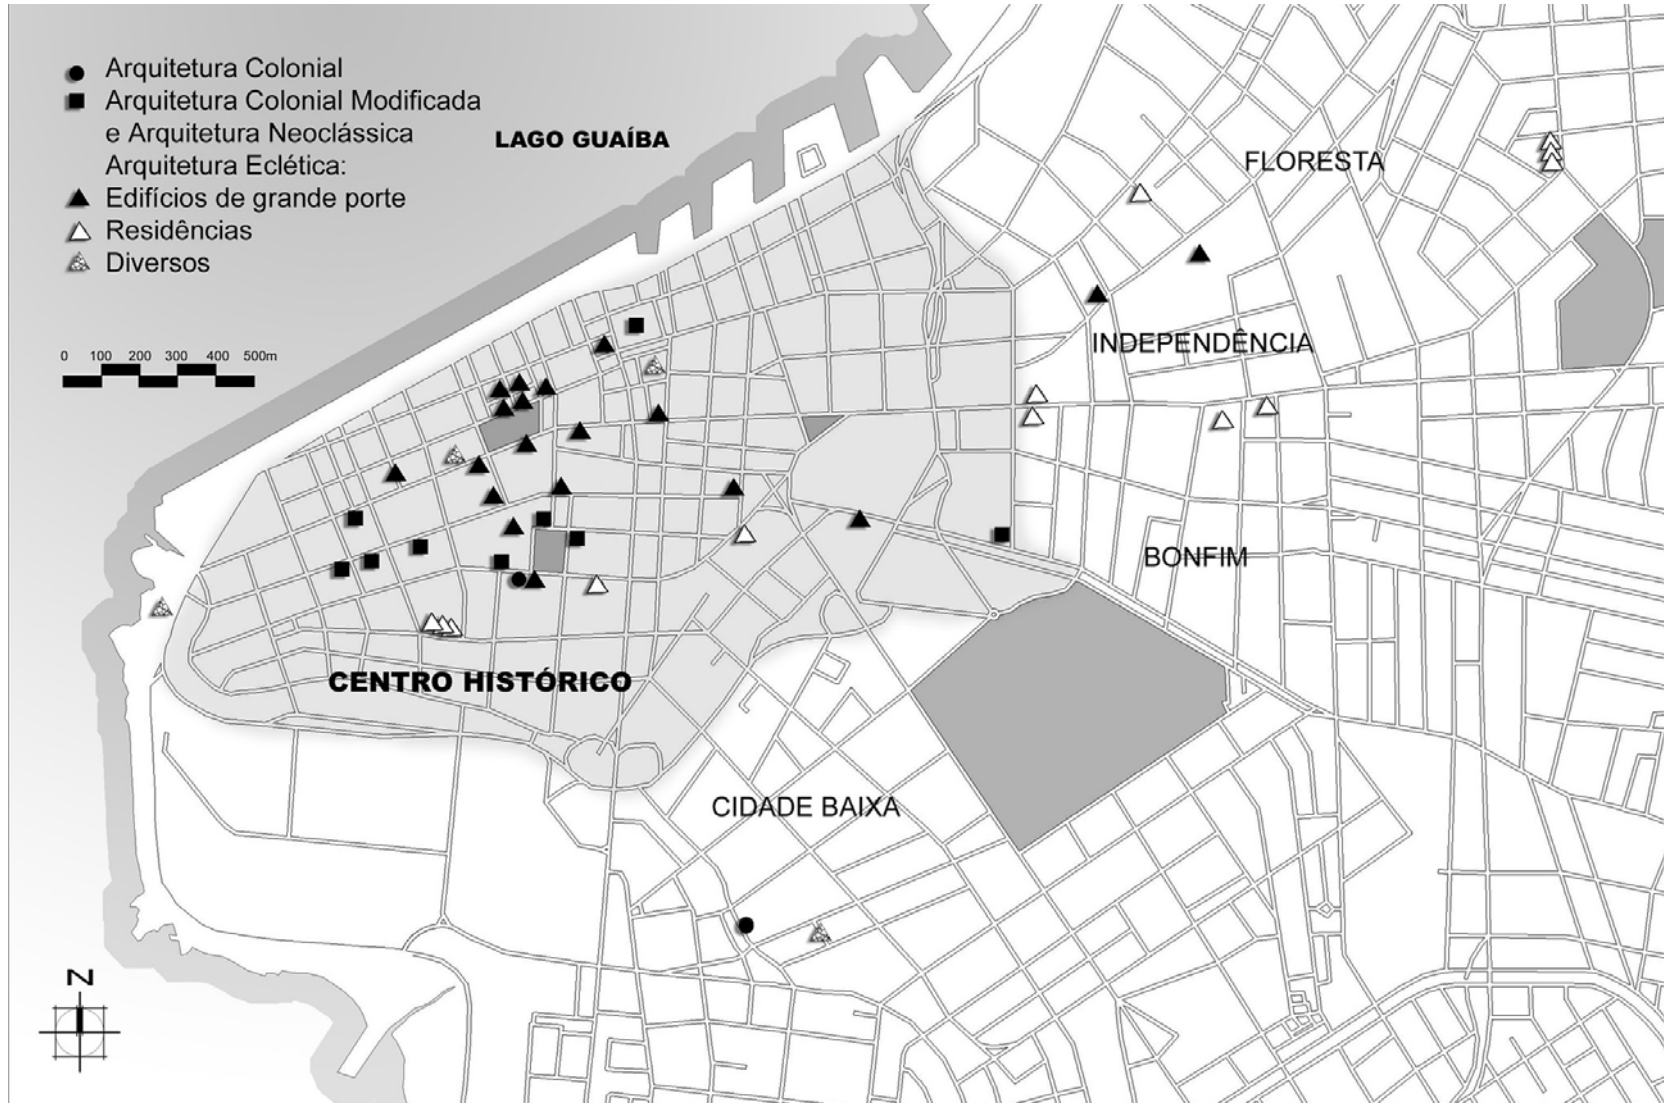 Arquitetura Colonial
Arquitetura Colonial Modificada
e Arquitetura Neoclássica
Arquitetura Eclética:
Edifícios de grande porte
Residências
Diversos
0 100 200 300 400 500m
LAGO GUAÍBA
FLORESTA
INDEPENDÊNCIA
BONFIM
CENTRO HISTÓRICO
CIDADE BAIXA
N